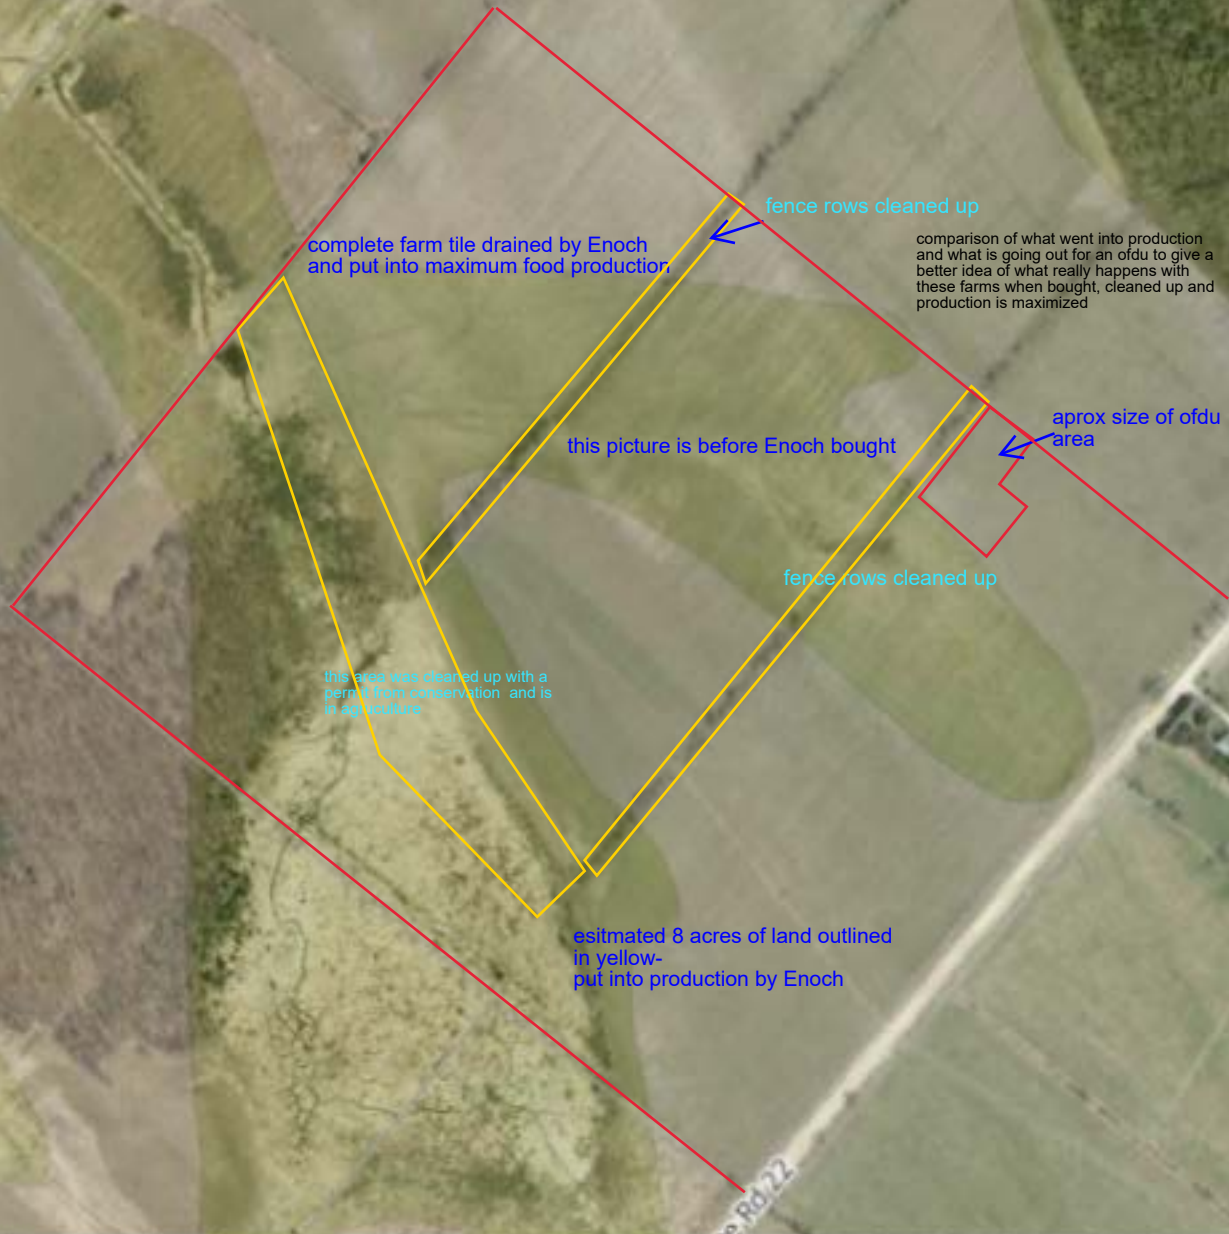 fence rows cleaned up
complete farm tile drained by Enoch
and put into maximum food production
comparison of what went into production
and what is going out for an ofdu to give a
better idea of what really happens with
these farms when bought, cleaned up and
production is maximized
aprox size of ofdu
area
this picture is before Enoch bought
fence rows cleaned up
this area was cleaned up with a
permit from conservation and is
in agriculture
esitmated 8 acres of land outlined
in yellow-
put into production by Enoch
e Rd 22